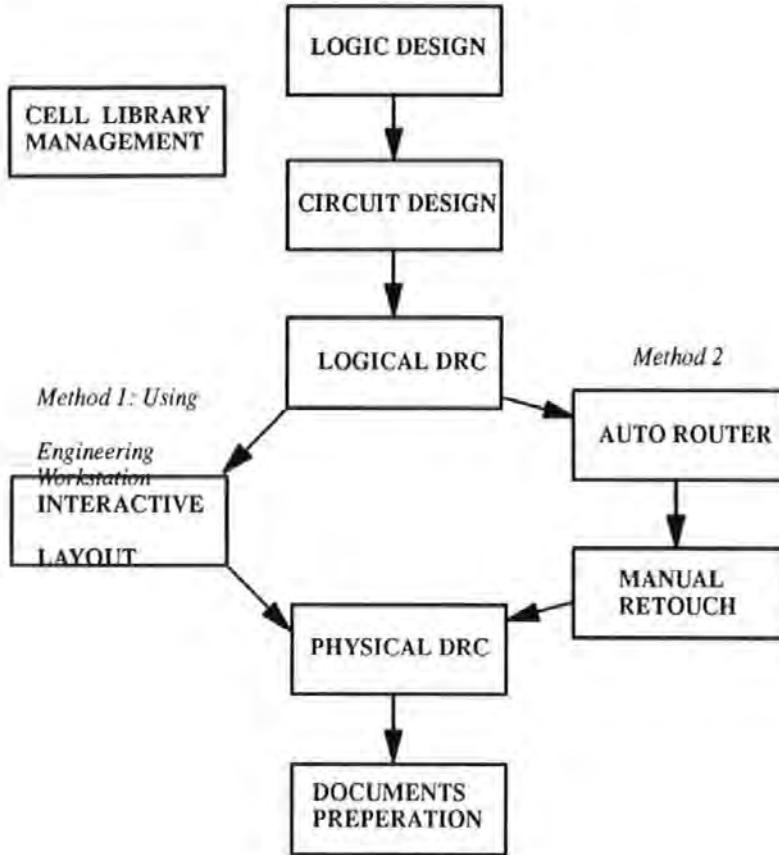 LOGIC DESIGN
CELL LIBRARY
MANAGEMENT
CIRCUIT DESIGN
LOGICAL DRC
Method 1: Using
Engineering
Workstation
INTERACTIVE
LAYOUT
Method 2
AUTO ROUTER
MANUAL
RETOUCH
PHYSICAL DRC
DOCUMENTS
PREPERATION